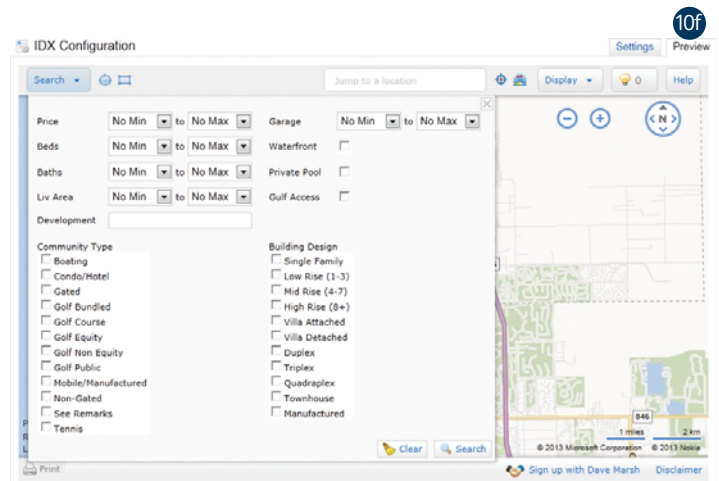 10f
IDX Configuration
Settings Preview
Search Jump to a location Display 0 Help
Price No Min to No Max Garage No Min to No Max
Beds No Min to No Max Waterfront
Baths No Min to No Max Private Pool
Liv Area No Min to No Max Gulf Access
Development
N
Community Type
Boating
Condo/Hotel
Gated
Golf Bundled
Golf Course
Golf Equity
Golf Non Equity
Golf Public
Mobile/Manufactured
Non-Gated
See Remarks
Tennis
Building Design
Single Family
Low Rise (1-3)
Mid Rise (4-7)
High Rise (8+)
Villa Attached
Villa Detached
Duplex
Triplex
Quadraplex
Townhouse
Manufactured
846
1 miles 2 km
Clear Search
© 2013 Microsoft Corporation © 2013 Nokia
Print Sign up with Dave Marsh Disclaimer